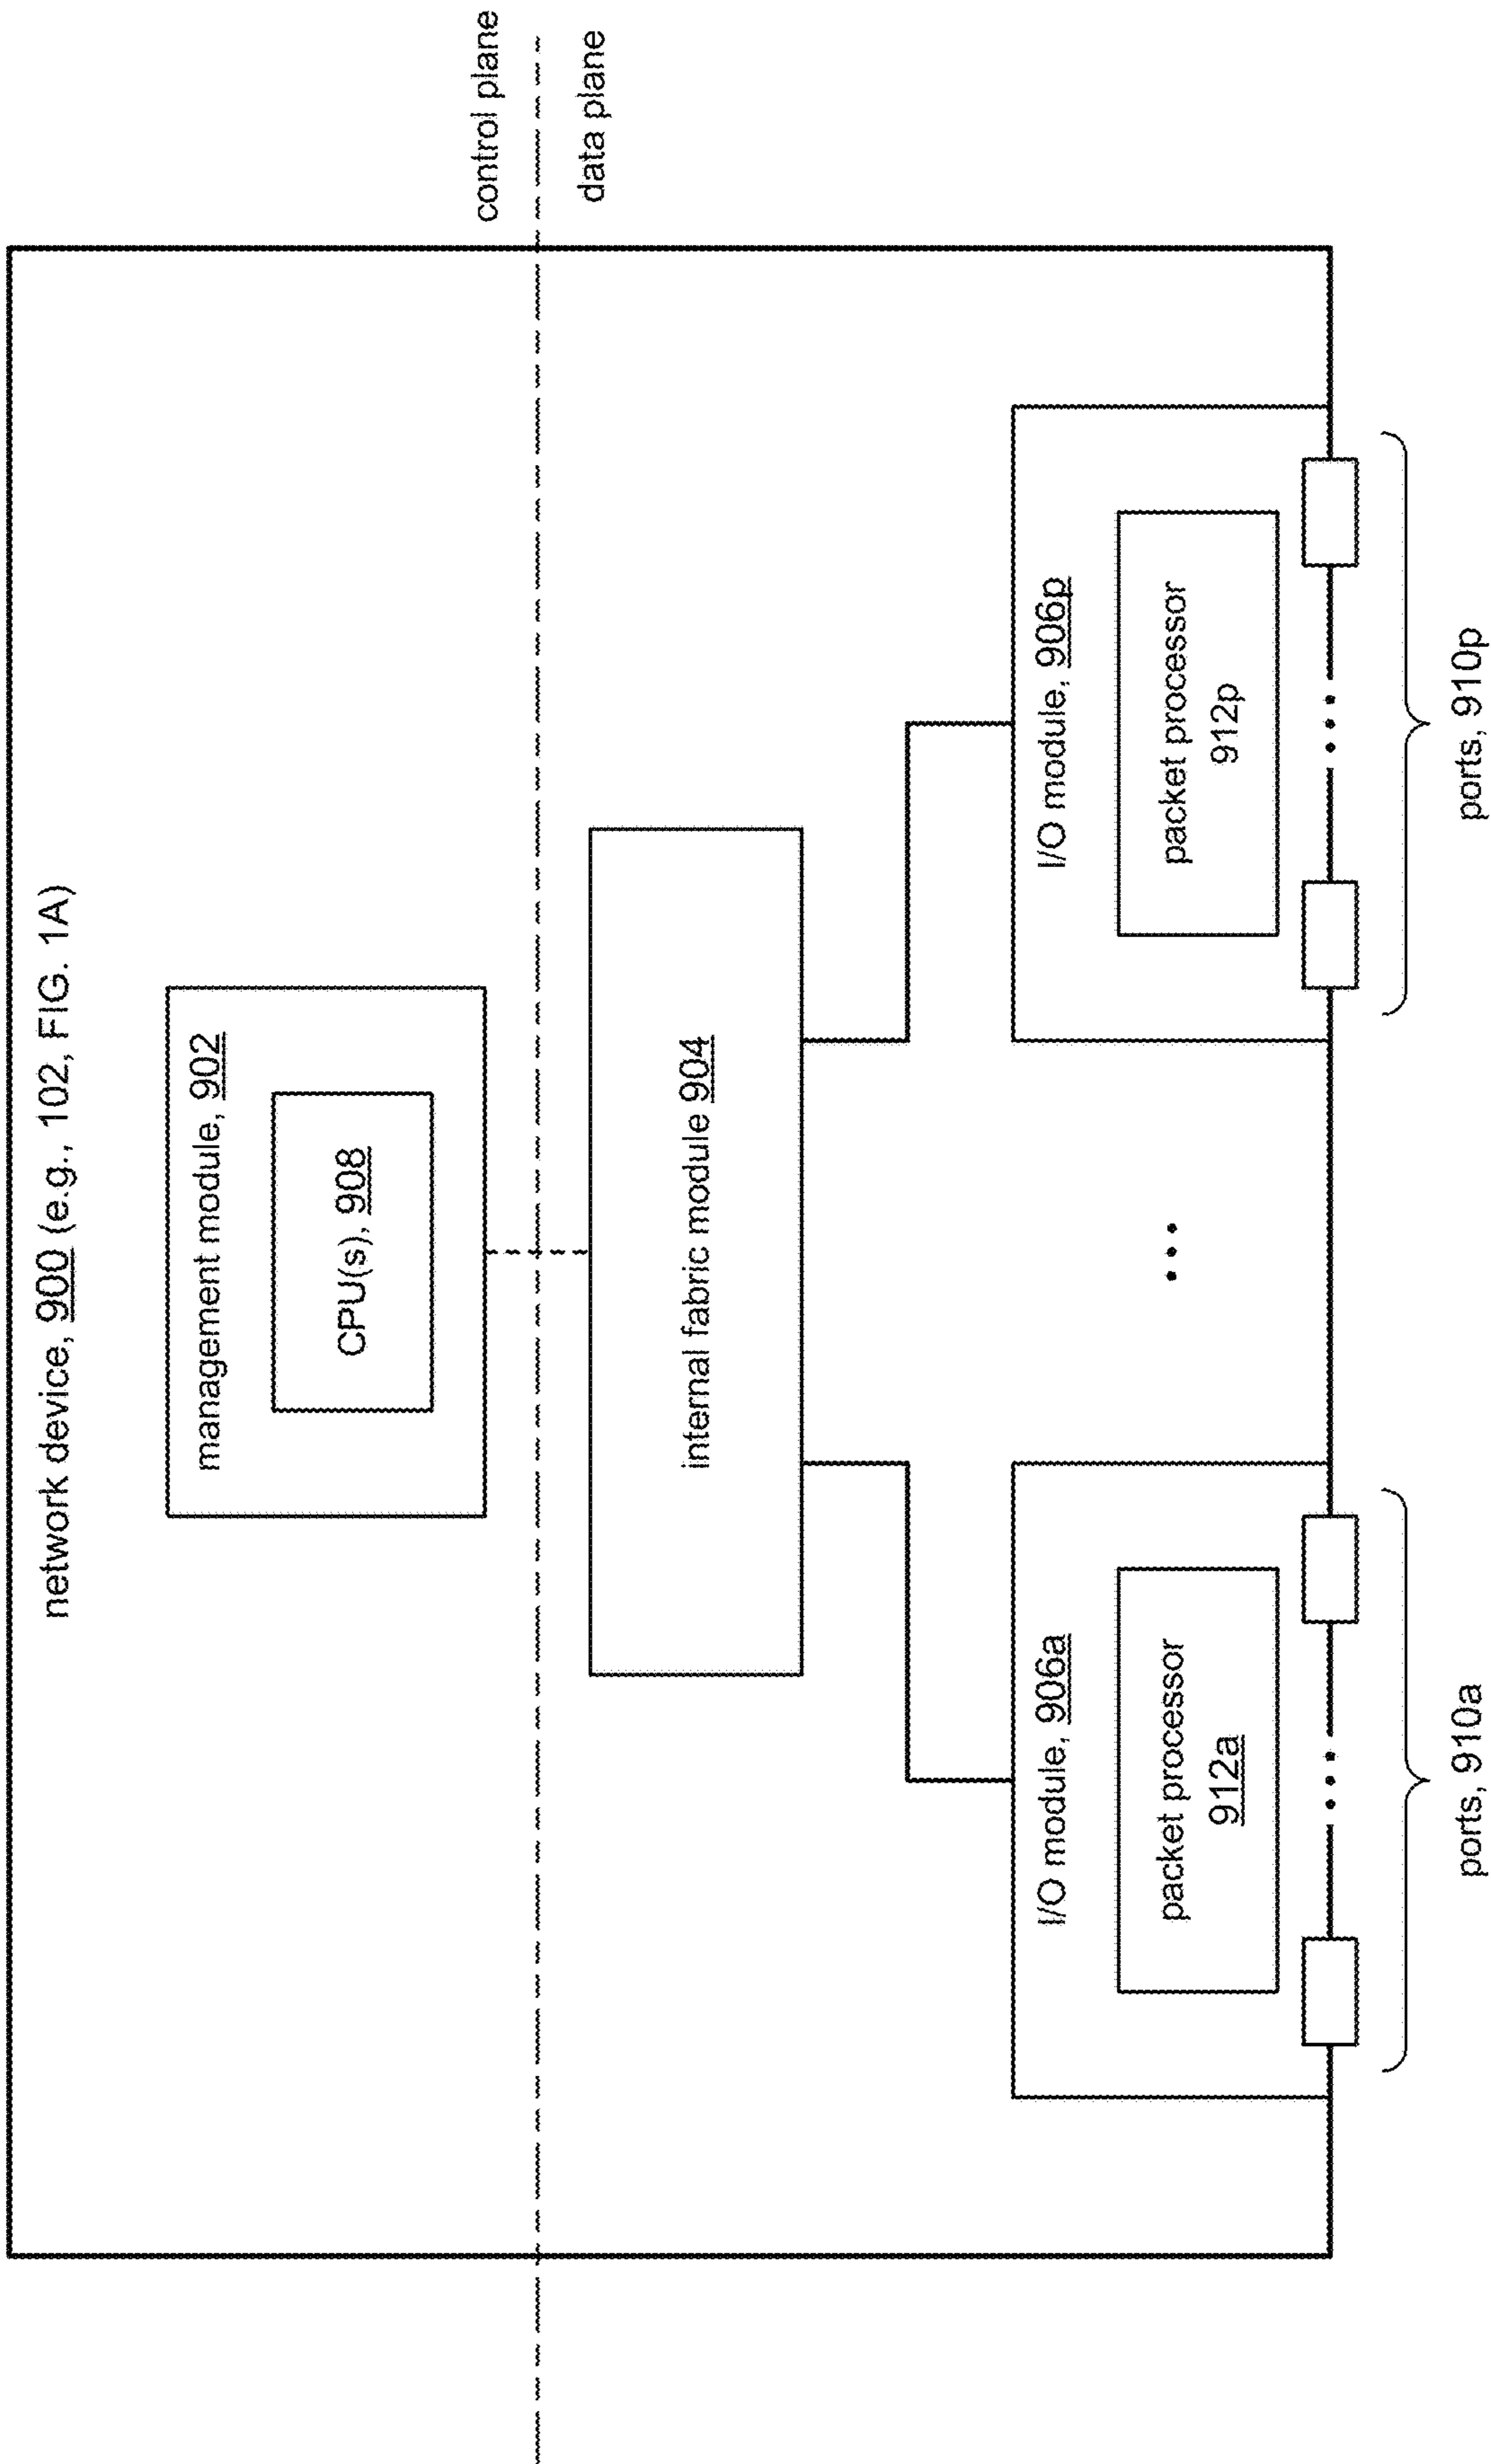 network device, 900 (e.g., 102, FIG. 1A)
management module, 902
CPU(s), 908
control plane
data plane
internal fabric module 904
I/O module, 906a
packet processor
912a
ports, 910a
I/O module, 906p
packet processor
912p
ports, 910p